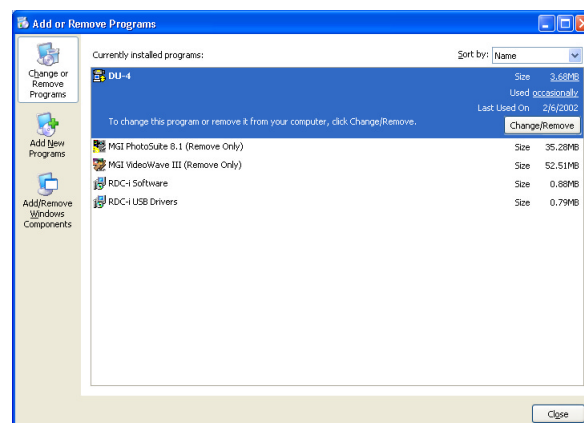 Add or Remove Programs
Change or
Remove
Programs
Add New
Programs
Add/Remove
Windows
Components
Currently installed programs:
Sort by: Name
DU-4
Size 3.68MB
Used occasionally
Last Used On 2/6/2002
To change this program or remove it from your computer, click Change/Remove.
Change/Remove
MGI PhotoSuite 8.1 (Remove Only) Size 35.28MB
MGI VideoWave III (Remove Only) Size 52.51MB
RDC-i Software Size 0.88MB
RDC-i USB Drivers Size 0.79MB
Close